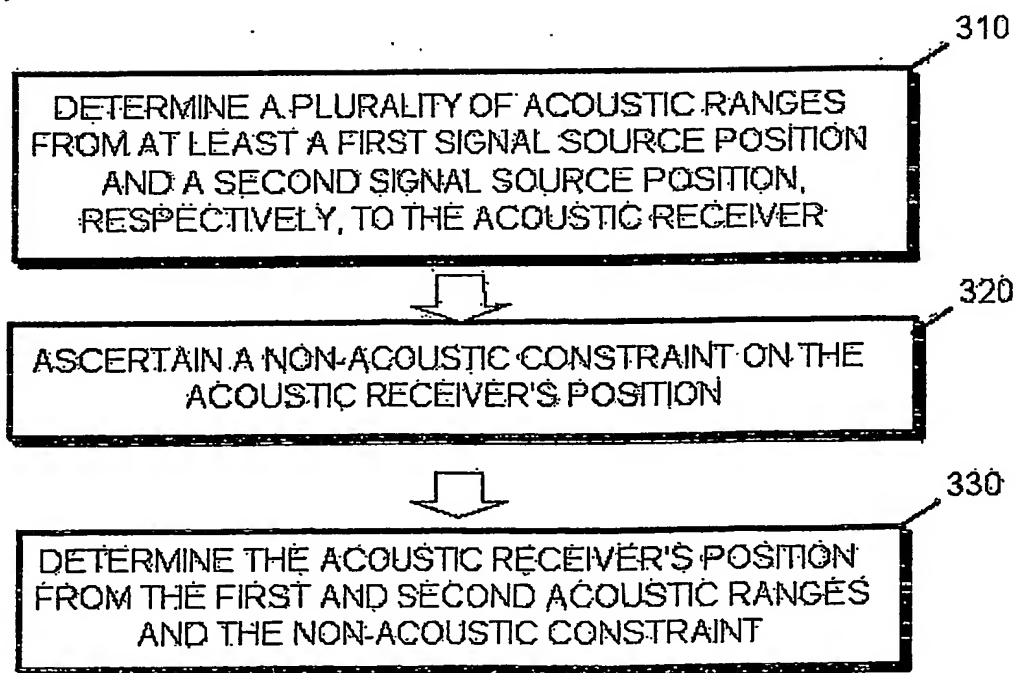 310
DETERMINE A PLURALITY OF ACOUSTIC RANGES
FROM AT LEAST A FIRST SIGNAL SOURCE POSITION
AND A SECOND SIGNAL SOURCE POSITION,
RESPECTIVELY, TO THE ACOUSTIC RECEIVER
320
ASCERTAIN A NON-ACOUSTIC CONSTRAINT ON THE
ACOUSTIC RECEIVER'S POSITION
330
DETERMINE THE ACOUSTIC RECEIVER'S POSITION
FROM THE FIRST AND SECOND ACOUSTIC RANGES
AND THE NON-ACOUSTIC CONSTRAINT